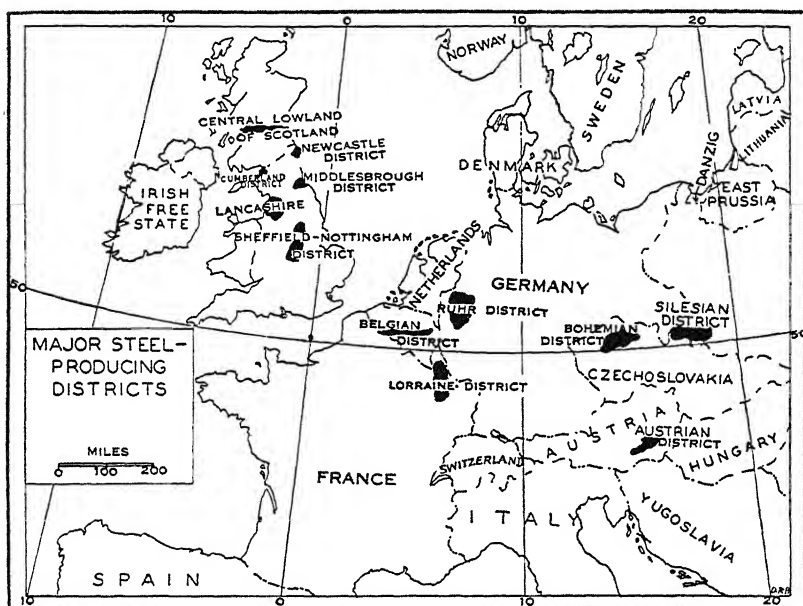 10
0
10
20
NORWAY
SWEDEN
LATVIA
LITHUANIA
CENTRAL LOWLAND
OF SCOTLAND
NEWCASTLE
DISTRICT
CUMBERLAND
DISTRICT
MIDDLESBROUGH
DISTRICT
DENMARK
DANZIG
EAST
PRUSSIA
IRISH
FREE
STATE
LANCASHIRE
SHEFFIELD-NOTTINGHAM
DISTRICT
NETHERLANDS
GERMANY
50
RUHR DISTRICT
SILESIAN
DISTRICT
BELGIAN
DISTRICT
BOHEMIAN
DISTRICT
50
MAJOR STEEL-
PRODUCING
DISTRICTS
MILES
0 100 200
LORRAINE DISTRICT
CZECHOSLOVAKIA
AUSTRIA
AUSTRIAN
DISTRICT
HUNGARY
SWITZERLAND
FRANCE
ITALY
YUGOSLAVIA
SPAIN
10
0
10
20